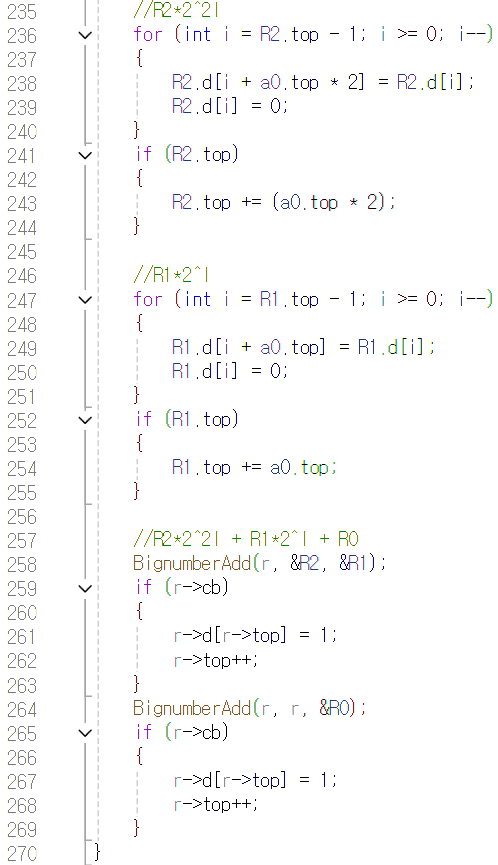 235 //R2*2^2l
236 for (int i = R2.top - 1; i >= 0; i--)
237 {
238 R2.d[i + a0.top * 2] = R2.d[i];
239 R2.d[i] = 0;
240 }
241 if (R2.top)
242 {
243 R2.top += (a0.top * 2);
244 }
245
246 //R1*2^l
247 for (int i = R1.top - 1; i >= 0; i--)
248 {
249 R1.d[i + a0.top] = R1.d[i];
250 R1.d[i] = 0;
251 }
252 if (R1.top)
253 {
254 R1.top += a0.top;
255 }
256
257 //R2*2^2l + R1*2^l + R0
258 BignumberAdd(r, &R2, &R1);
259 if (r->cb)
260 {
261 r->d[r->top] = 1;
262 r->top++;
263 }
264 BignumberAdd(r, r, &R0);
265 if (r->cb)
266 {
267 r->d[r->top] = 1;
268 r->top++;
269 }
270 }